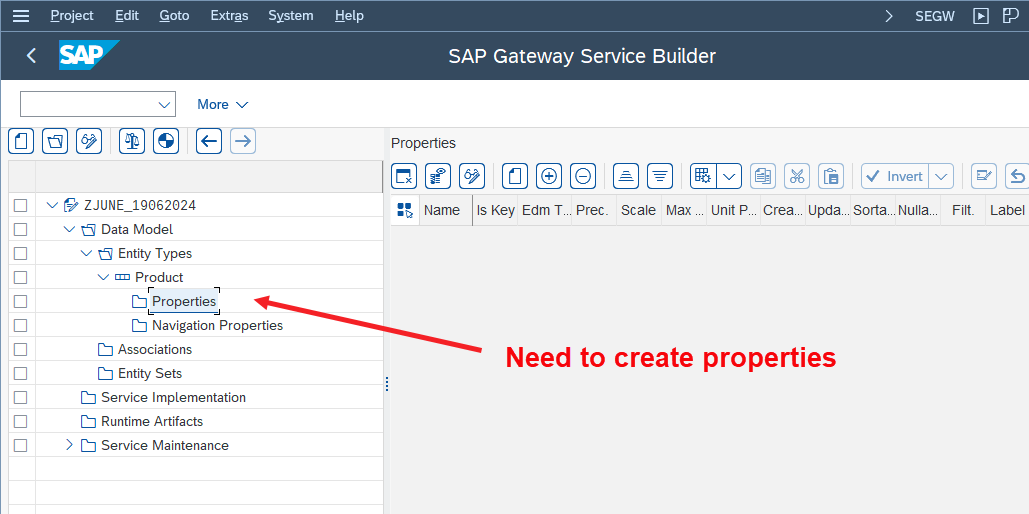 Project Edit Goto Extras System Help SEGW
SAP SAP Gateway Service Builder
More
Properties
Invert
Name Is Key Edm T... Prec. Scale Max ... Unit P... Crea... Upda... Sorta... Nulla... Filt. Label
ZJUNE_19062024
Data Model
Entity Types
Product
Properties
Navigation Properties
Associations
Entity Sets
Service Implementation
Runtime Artifacts
Service Maintenance
Need to create properties